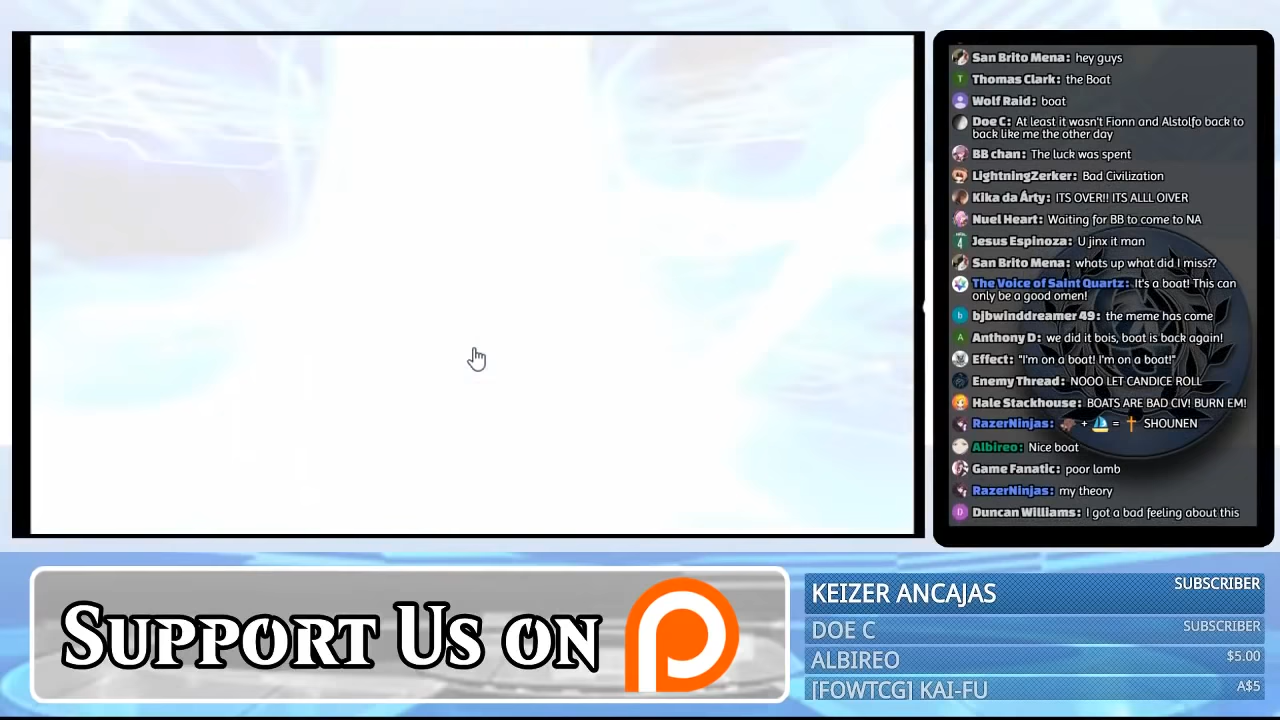 San Brito Mena: hey guys
Thomas Clark: the Boat
Wolf Raid: boat
Doe C: At least it wasn't Fionn and Alstolfo back to
back like me the other day
BB chan: The luck was spent
LightningZerker: Bad Civilization
Kika da Árty: ITS OVER!! ITS ALLL OIVER
Nuel Heart: Waiting for BB to come to NA
Jesus Espinoza: U jinx it man
San Brito Mena: whats up what did I miss??
The Voice of Saint Quartz: It's a boat! This can
only be a good omen!
bjbwinddreamer 49: the meme has come
Anthony D: we did it bois, boat is back again!
Effect: "I'm on a boat! I'm on a boat!"
Enemy Thread: NOOO LET CANDICE ROLL
Hale Stackhouse: BOATS ARE BAD CIV! BURN EM!
RazerNinjas: + = SHOUNEN
Albireo: Nice boat
Game Fanatic: poor lamb
RazerNinjas: my theory
Duncan Williams: I got a bad feeling about this
SUPPORT US ON
KEIZER ANCAJAS SUBSCRIBER
DOE C SUBSCRIBER
ALBIREO $5.00
[FOWTCG] KAI-FU A$5